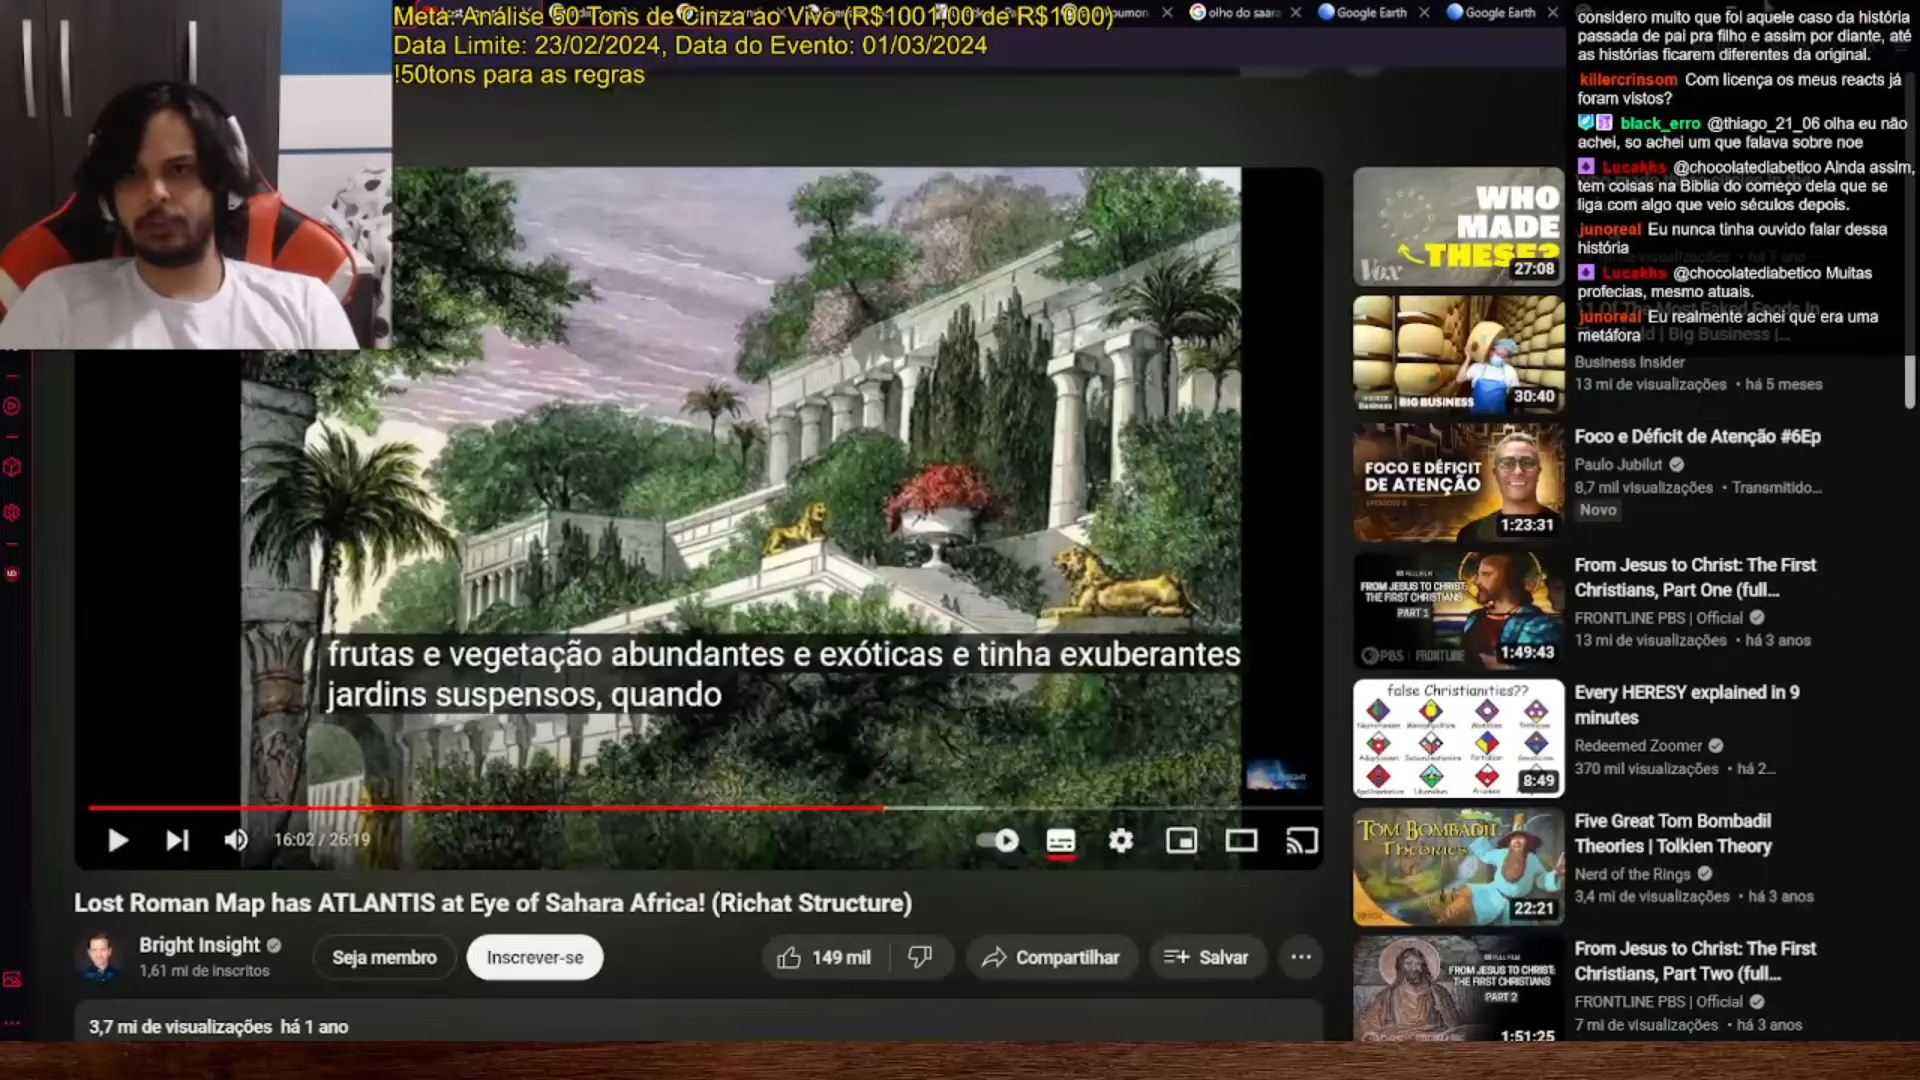 Meta: Análise 50 Tons de Cinza ao Vivo (R$1001,00 de R$1000)
Data Limite: 23/02/2024, Data do Evento: 01/03/2024
!50tons para as regras
olho do saar
Google Earth
Google Earth
considero muito que foi aquele caso da história
passada de pai pra filho e assim por diante, até
as histórias ficarem diferentes da original.
killercrinsom Com licença os meus reacts já
foram vistos?
black_erro @thiago_21_06 olha eu não
achei, so achei um que falava sobre noe
Lucakhs @chocolatediabetico Ainda assim,
tem coisas na Biblia do começo dela que se
liga com algo que veio séculos depois.
junoreal Eu nunca tinha ouvido falar dessa
história
Lucakhs @chocolatediabetico Muitas
profecias, mesmo atuais.
junoreal Eu realmente achei que era uma
metáfora
ld | Big Business |...
Business Insider
13 mi de visualizações • há 5 meses
WHO
MADE
THESE?
Vox
27:08
BIG BUSINESS
30:40
FOCO E DÉFICIT
DE ATENÇÃO
1:23:31
Foco e Déficit de Atenção #6Ep
Paulo Jubilut
8,7 mil visualizações • Transmitido...
Novo
FROM JESUS TO CHRIST:
THE FIRST CHRISTIANS
PART 1
PBS | FRONTLINE
1:49:43
From Jesus to Christ: The First
Christians, Part One (full...
FRONTLINE PBS | Official
13 mi de visualizações • há 3 anos
false Christianities??
8:49
Every HERESY explained in 9
minutes
Redeemed Zoomer
370 mil visualizações • há 2...
TOM BOMBADIL
THEORIES
22:21
Five Great Tom Bombadil
Theories | Tolkien Theory
Nerd of the Rings
3,4 mi de visualizações • há 3 anos
FROM JESUS TO CHRIST:
THE FIRST CHRISTIANS
PART 2
1:51:25
From Jesus to Christ: The First
Christians, Part Two (full...
FRONTLINE PBS | Official
7 mi de visualizações • há 3 anos
frutas e vegetação abundantes e exóticas e tinha exuberantes
jardins suspensos, quando
16:02 / 26:19
Lost Roman Map has ATLANTIS at Eye of Sahara Africa! (Richat Structure)
Bright Insight
1,61 mi de inscritos
Seja membro
Inscrever-se
149 mil
Compartilhar
Salvar
3,7 mi de visualizações há 1 ano